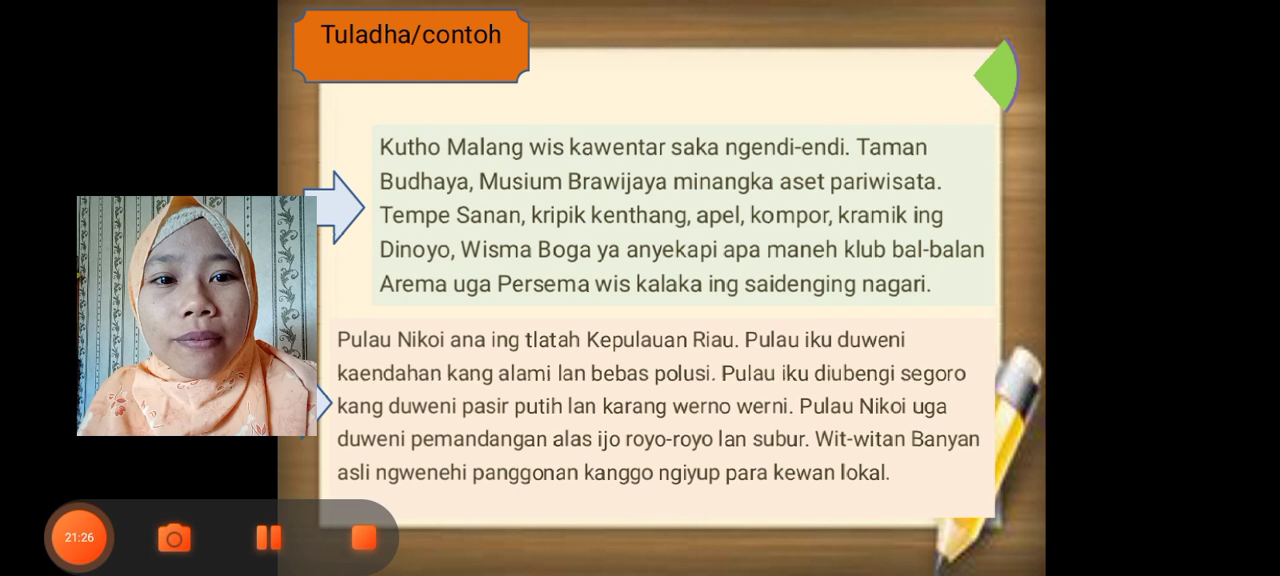 Tuladha/contoh
Kutho Malang wis kawentar saka ngendi-endi. Taman
Budhaya, Musium Brawijaya minangka aset pariwisata.
Tempe Sanan, kripik kenthang, apel, kompor, kramik ing
Dinoyo, Wisma Boga ya anyekapi apa maneh klub bal-balan
Arema uga Persema wis kalaka ing saidenging nagari.
Pulau Nikoi ana ing tlatah Kepulauan Riau. Pulau iku duweni
kaendahan kang alami lan bebas polusi. Pulau iku diubengi segoro
kang duweni pasir putih lan karang werno werni. Pulau Nikoi uga
duweni pemandangan alas ijo royo-royo lan subur. Wit-witan Banyan
asli ngwenehi panggonan kanggo ngiyup para kewan lokal.
21:26